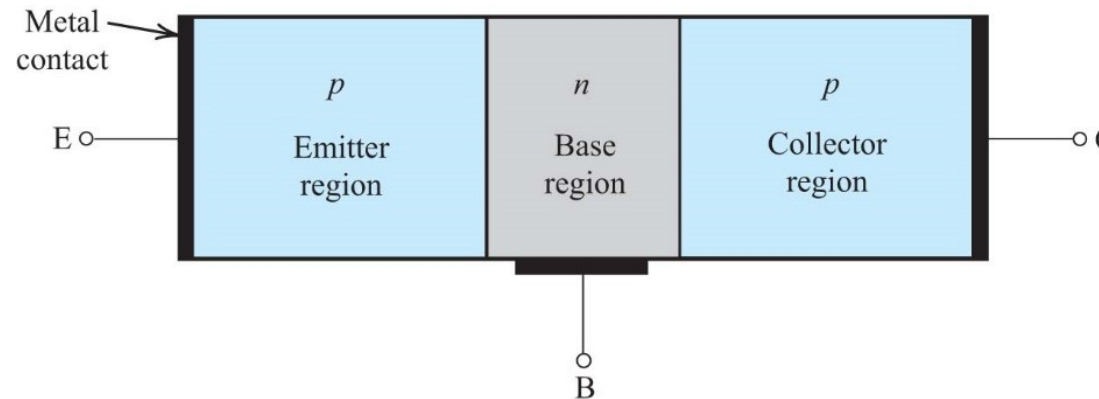 Metal
contact
p
Emitter
region
n
Base
region
p
Collector
region
E
B